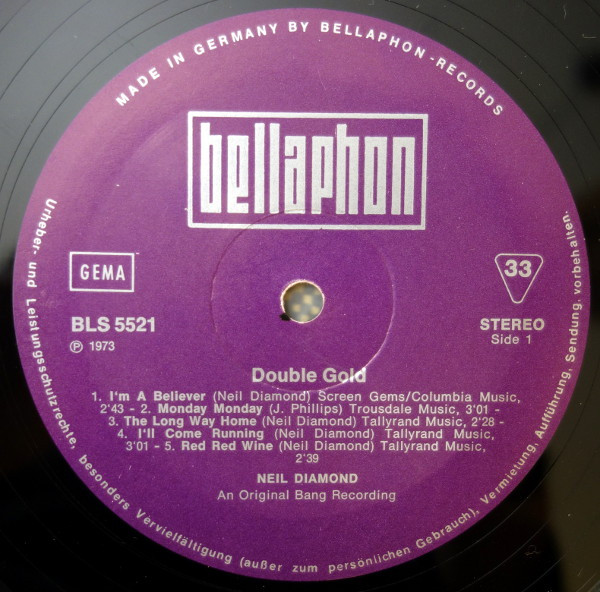 MADE IN GERMANY BY BELLAPHON-RECORDS
bellaphon
GEMA
33
BLS 5521
℗ 1973
STEREO
Side 1
Double Gold
1. I'm A Believer (Neil Diamond) Screen Gems/Columbia Music,
2'43 - 2. Monday Monday (J. Phillips) Trousdale Music, 3'01 -
3. The Long Way Home (Neil Diamond) Tallyrand Music, 2'28 -
4. I'll Come Running (Neil Diamond) Tallyrand Music,
3'01 - 5. Red Red Wine (Neil Diamond) Tallyrand Music,
2'39
NEIL DIAMOND
An Original Bang Recording
Urheber- und Leistungsschutzrechte, besonders Vervielfältigung (außer zum persönlichen Gebrauch), Vermietung, Aufführung, Sendung, vorbehalten.